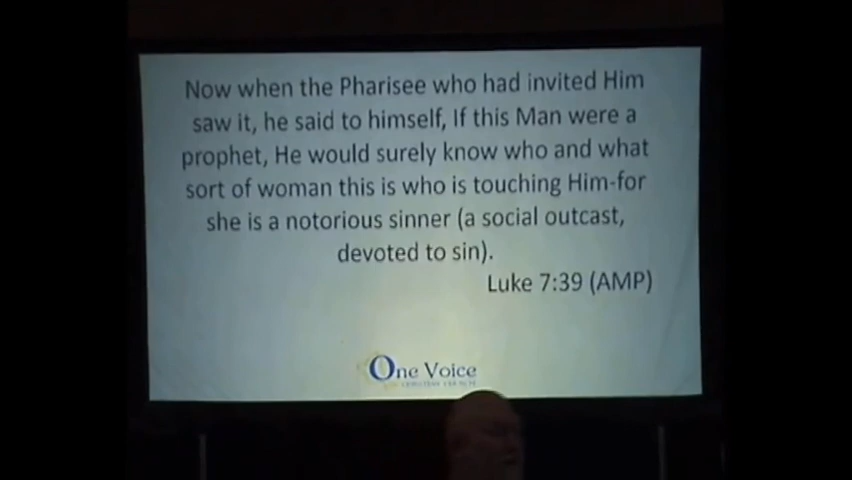 Now when the Pharisee who had invited Him
saw it, he said to himself, If this Man were a
prophet, He would surely know who and what
sort of woman this is who is touching Him-for
she is a notorious sinner (a social outcast,
devoted to sin).
Luke 7:39 (AMP)
One Voice